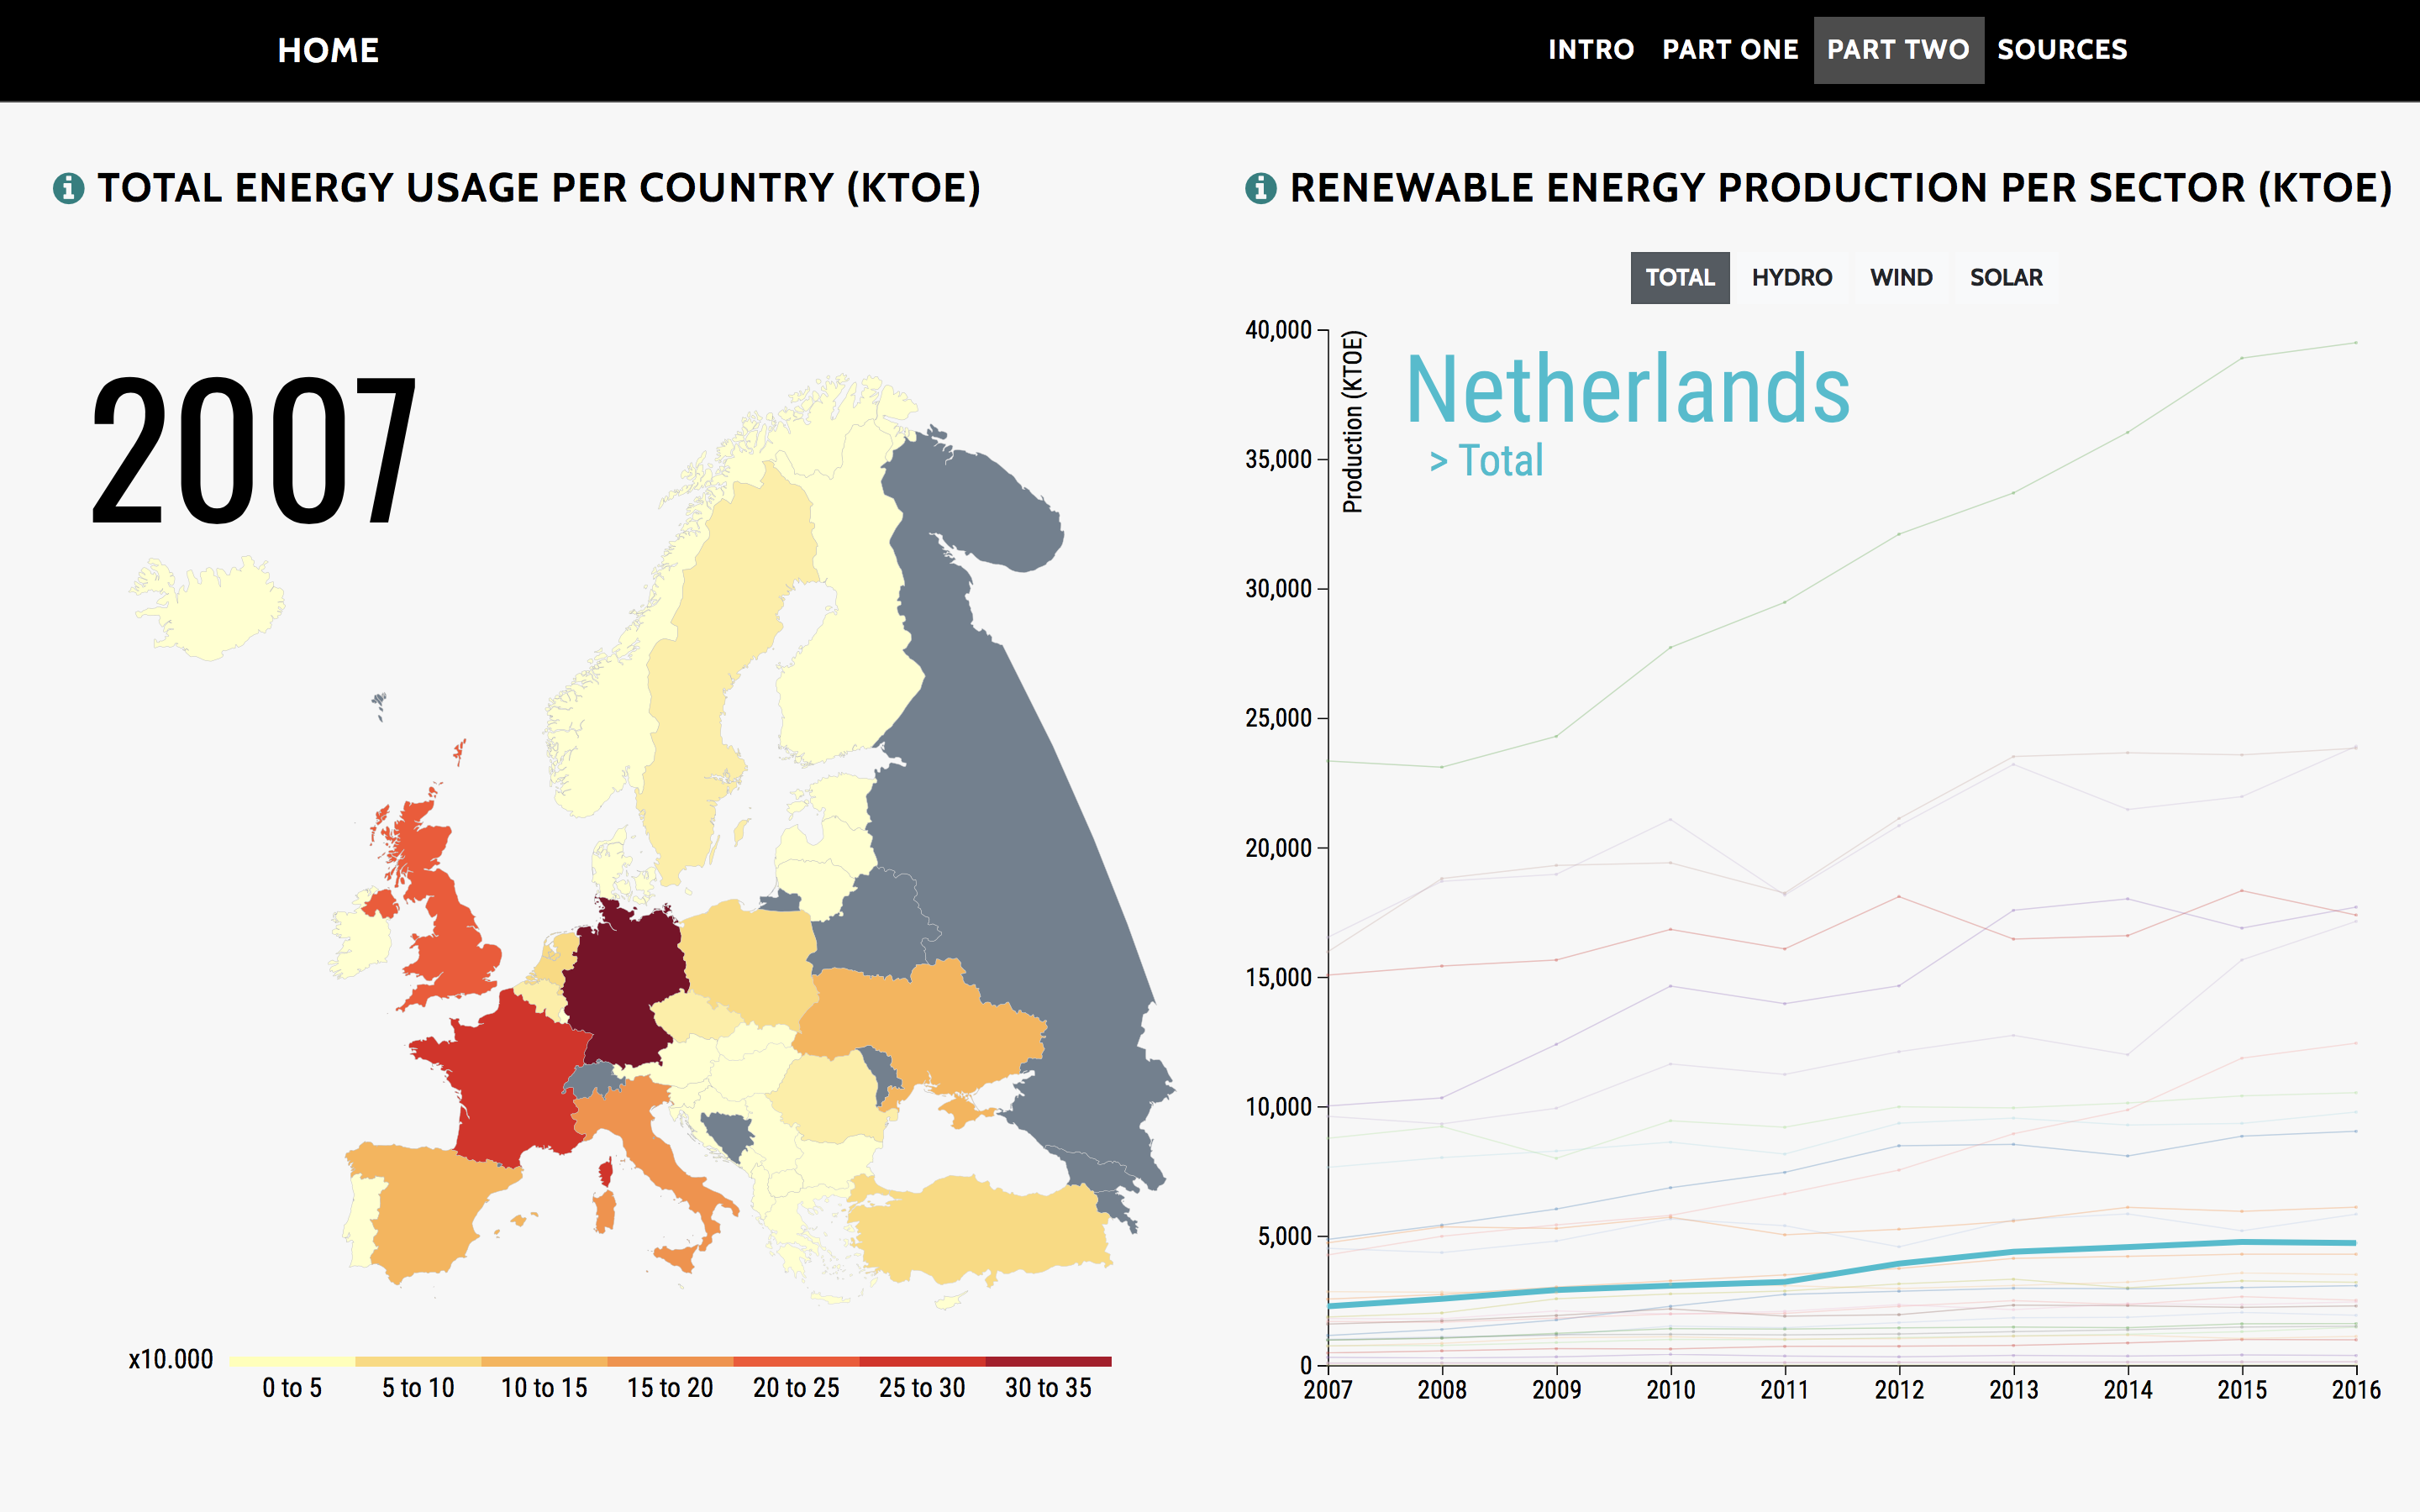 HOME
INTRO PART ONE PART TWO SOURCES
TOTAL ENERGY USAGE PER COUNTRY (KTOE)
2007
x10.000
0 to 5 5 to 10 10 to 15 15 to 20 20 to 25 25 to 30 30 to 35
RENEWABLE ENERGY PRODUCTION PER SECTOR (KTOE)
TOTAL HYDRO WIND SOLAR
Netherlands
> Total
Production (KTOE)
40,000
35,000
30,000
25,000
20,000
15,000
10,000
5,000
0
2007 2008 2009 2010 2011 2012 2013 2014 2015 2016